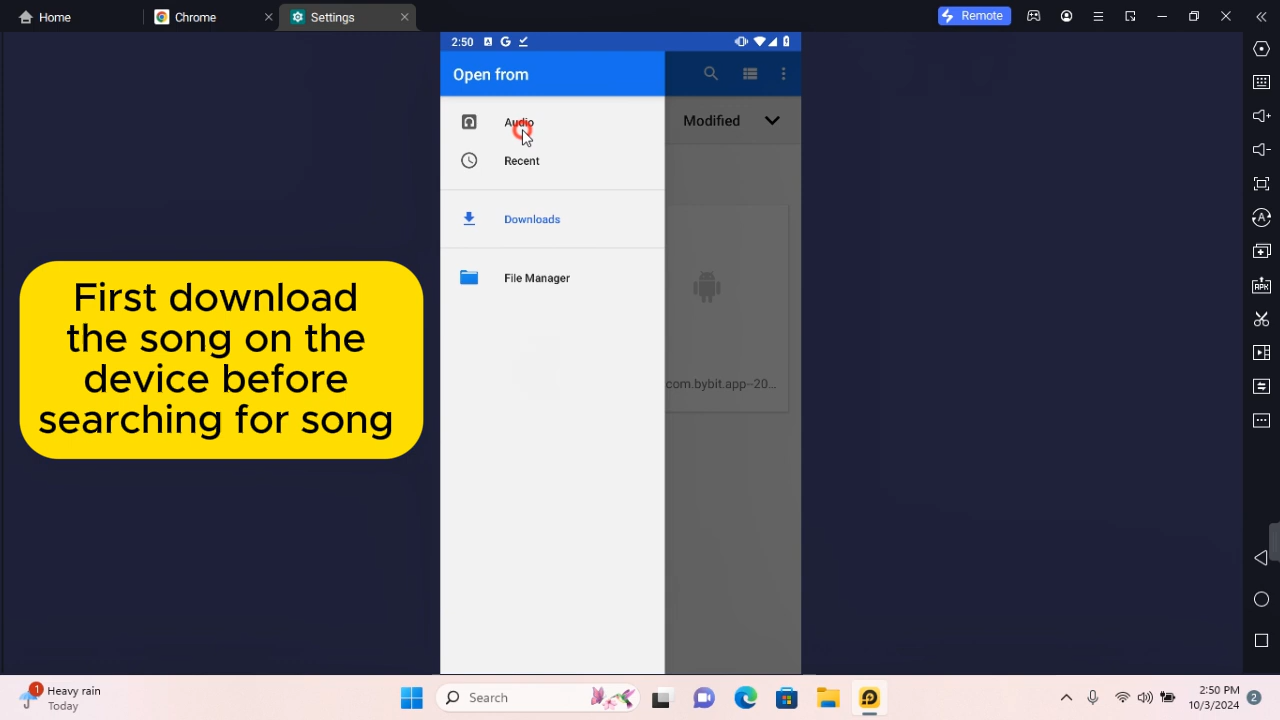 Home
Chrome
Settings
Remote
2:50
Open from
Audio
Modified
Recent
Downloads
File Manager
First download
the song on the
device before
searching for song
com.bybit.app--20...
1
Heavy rain
Today
Search
2:50 PM
10/3/2024
2